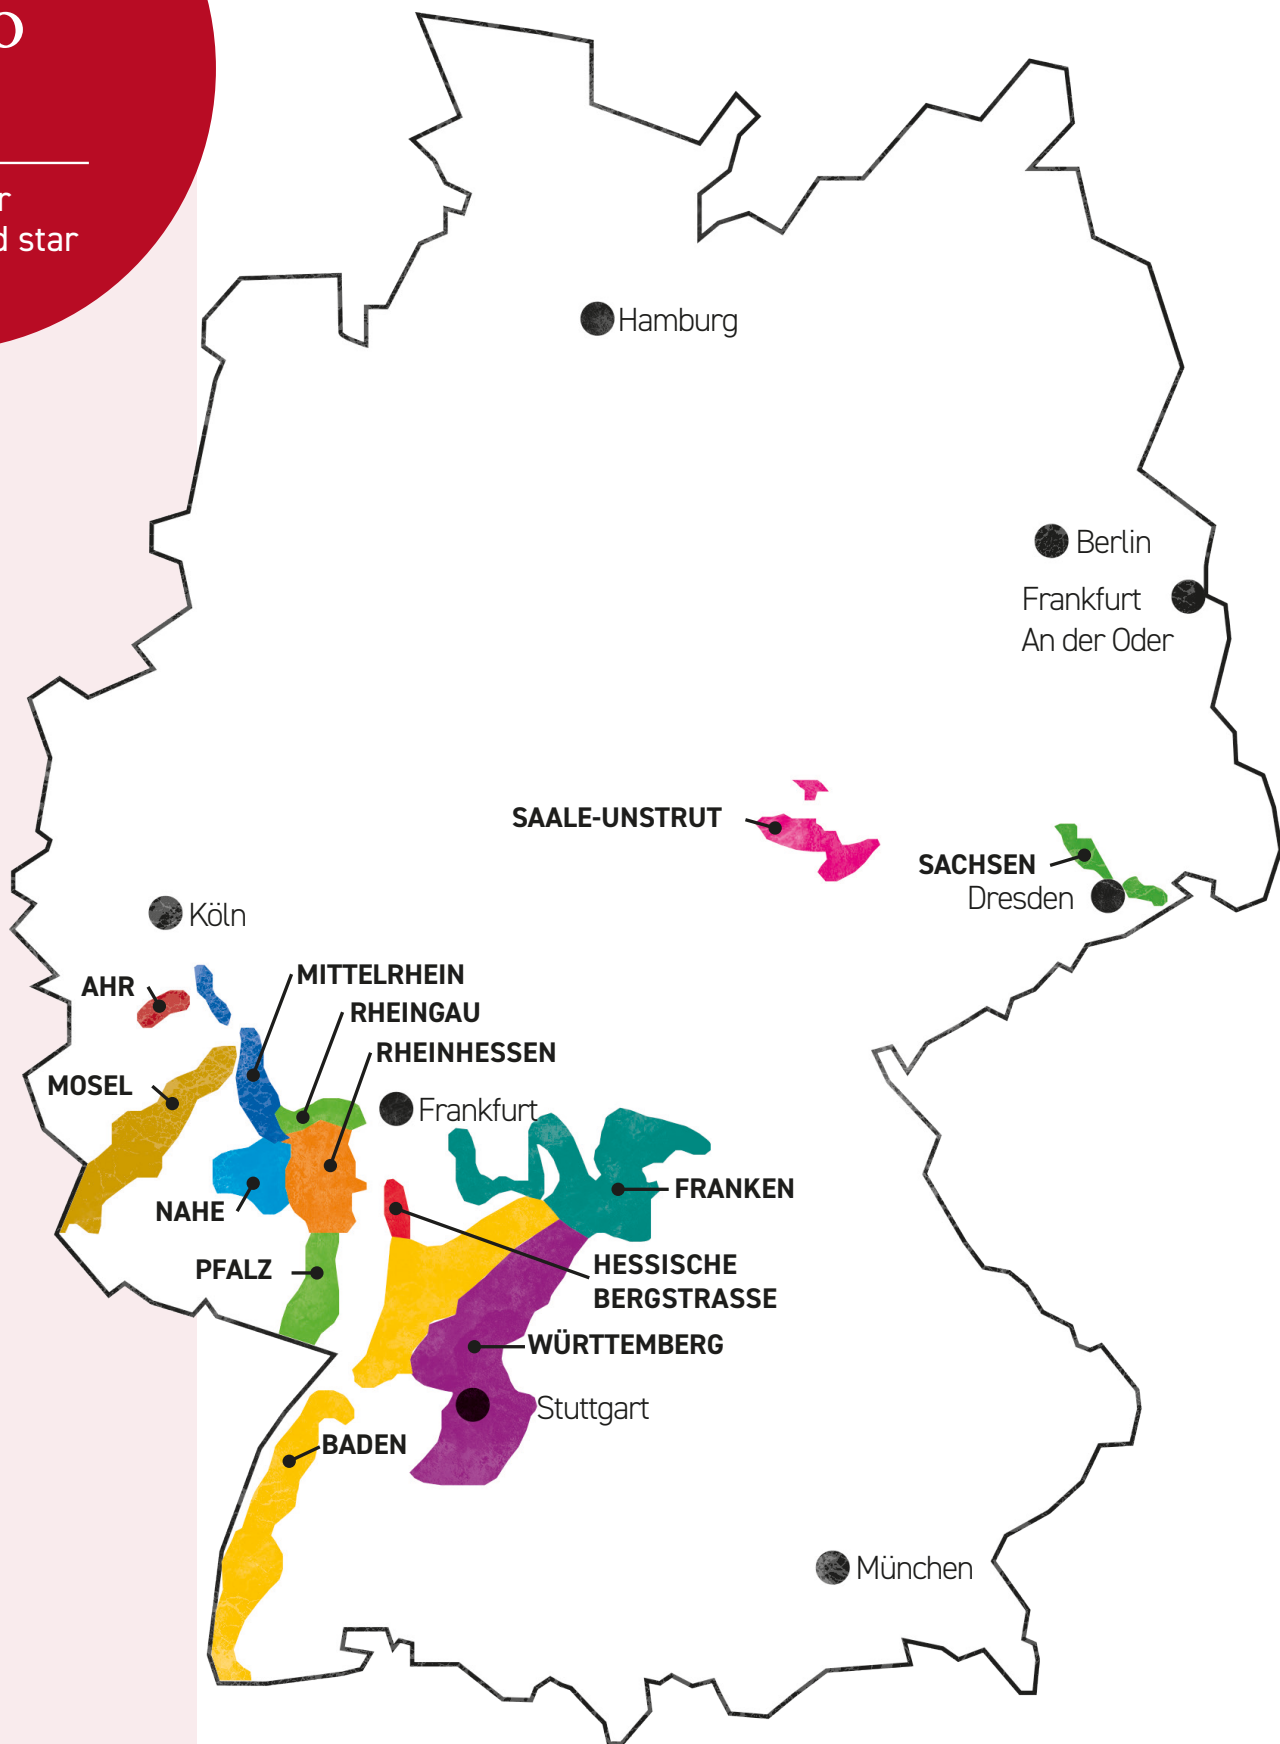 star
Hamburg
Berlin
Frankfurt
An der Oder
SAALE-UNSTRUT
SACHSEN
Dresden
Köln
AHR
MITTELRHEIN
RHEINGAU
RHEINHESSEN
MOSEL
Frankfurt
FRANKEN
NAHE
PFALZ
HESSISCHE
BERGSTRASSE
WÜRTTEMBERG
Stuttgart
BADEN
München